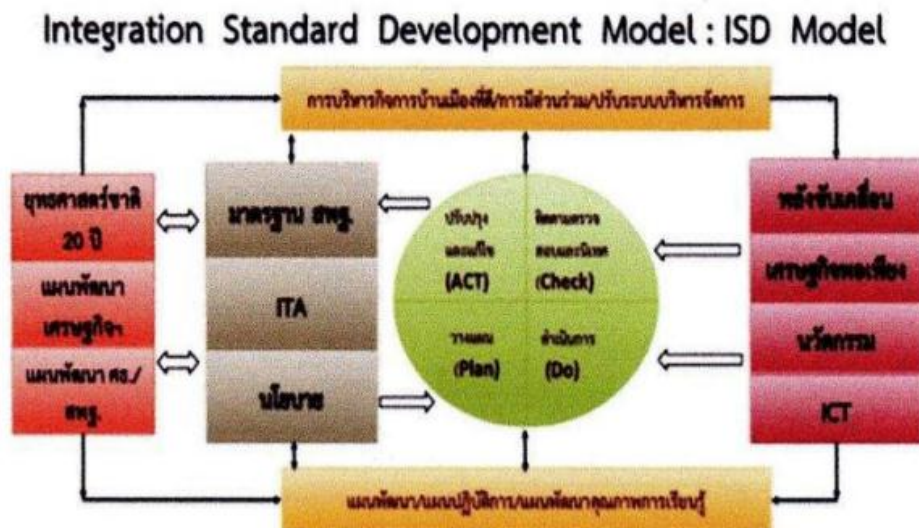 Integration Standard Development Model : ISD Model
การบริหารกิจการบ้านเมืองที่ดี/การมีส่วนร่วม/ปรับระบบบริหารจัดการ
ยุทธศาสตร์ชาติ
20 ปี
แผนพัฒนา
เศรษฐกิจฯ
แผนพัฒนา ศธ./
สพฐ.
มาตรฐาน สพฐ.
ITA
นโยบาย
ปรับปรุง
และแก้ไข
(ACT)
ติดตามตรวจ
สอบและนิเทศ
(Check)
วางแผน
(Plan)
ดำเนินการ
(Do)
พลังขับเคลื่อน
เศรษฐกิจพอเพียง
นวัตกรรม
ICT
แผนพัฒนา/แผนปฏิบัติการ/แผนพัฒนาคุณภาพการเรียนรู้